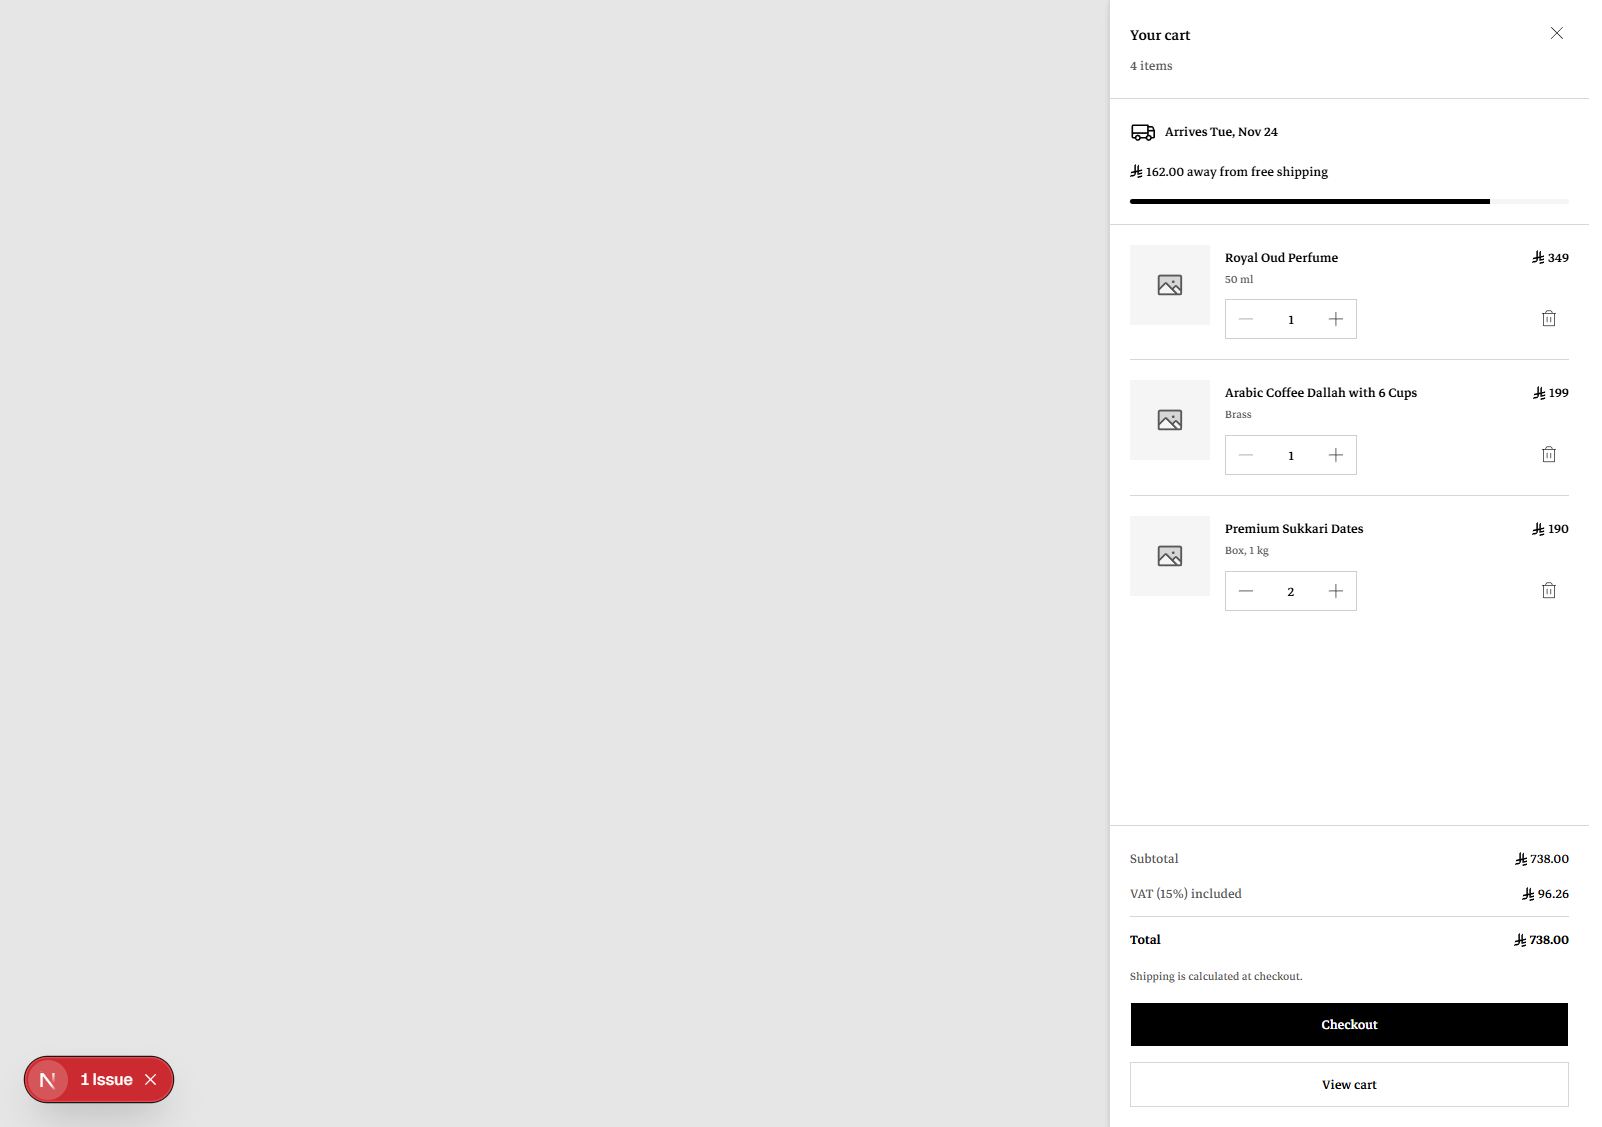 Your cart
4 items
Arrives Tue, Nov 24
⃁ 162.00 away from free shipping
Royal Oud Perfume
⃁ 349
50 ml
1
Arabic Coffee Dallah with 6 Cups
⃁ 199
Brass
1
Premium Sukkari Dates
⃁ 190
Box, 1 kg
2
Subtotal
⃁ 738.00
VAT (15%) included
⃁ 96.26
Total
⃁ 738.00
Shipping is calculated at checkout.
Checkout
View cart
N
1 Issue